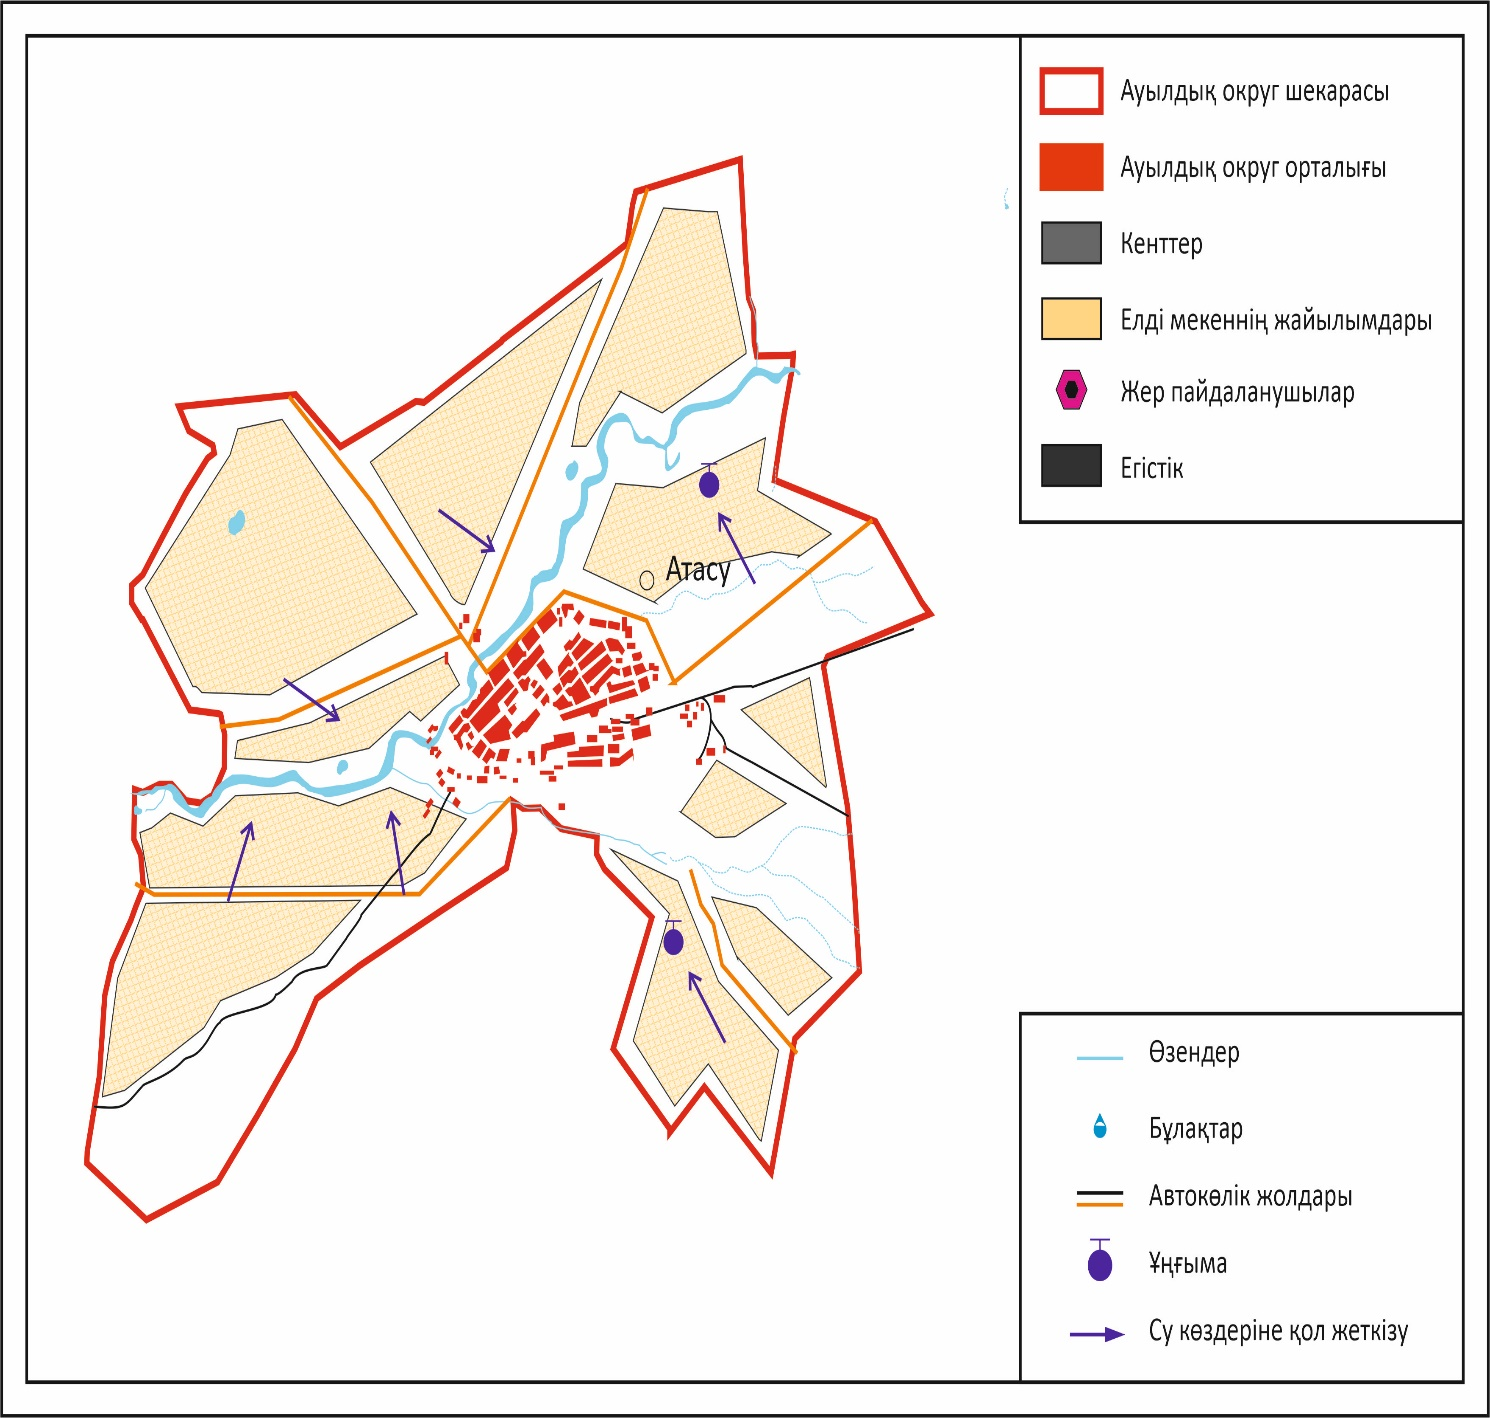 Ауылдық округ шекарасы
Ауылдық округ орталығы
Кенттер
Елді мекеннің жайылымдары
Жер пайдаланушылар
Егістік
Атасу
Өзендер
Бұлақтар
Автокөлік жолдары
Ұңғыма
Су көздеріне қол жеткізу